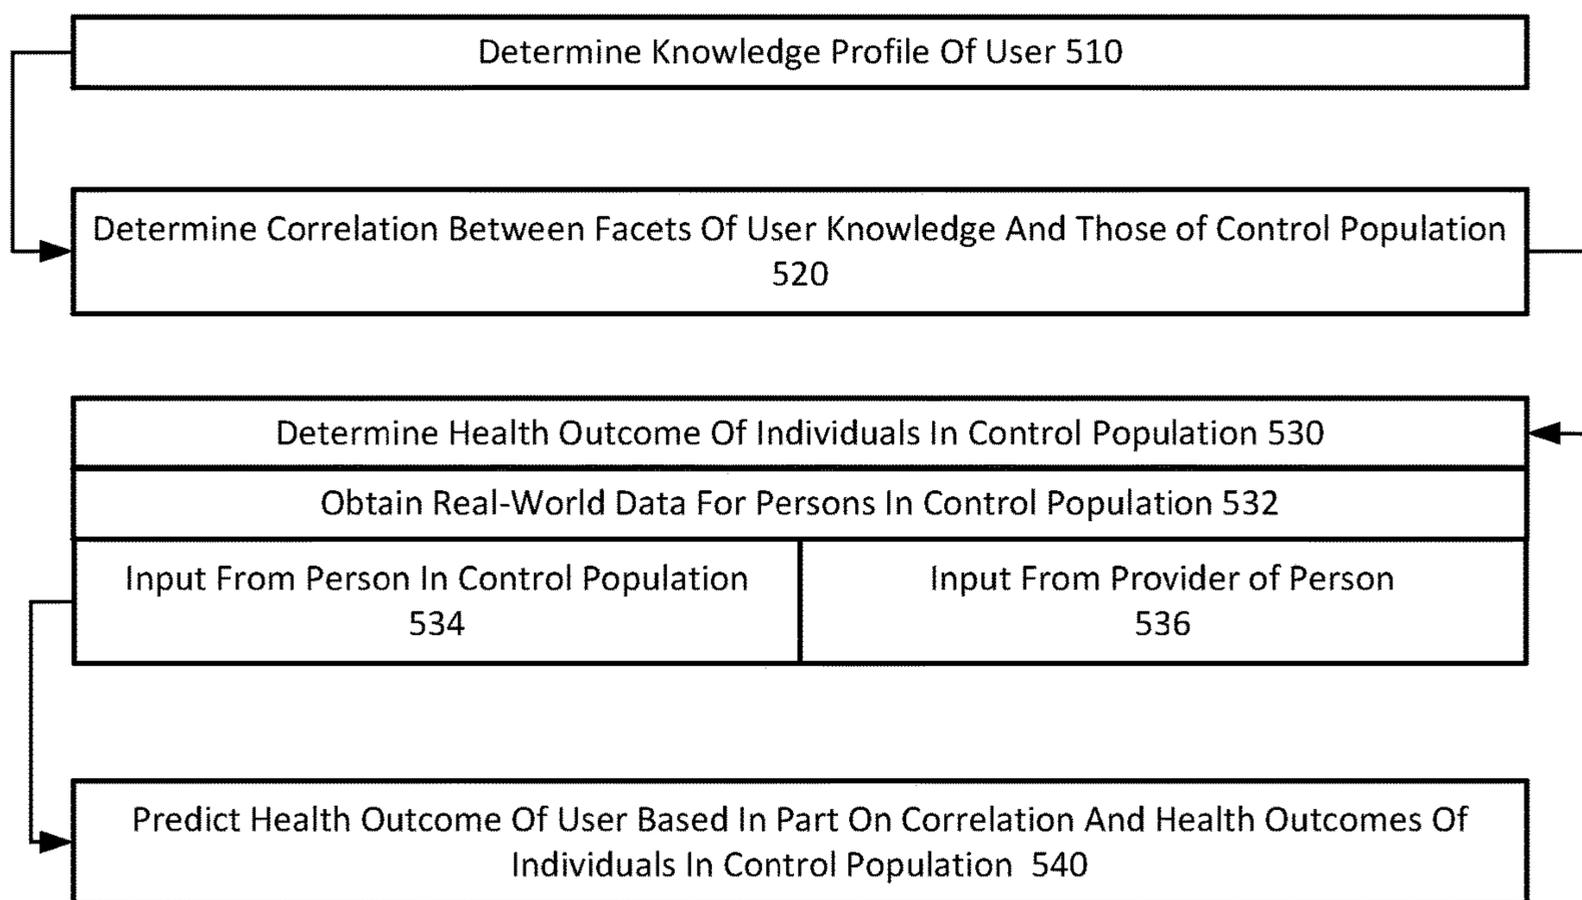 Determine Knowledge Profile Of User 510
Determine Correlation Between Facets Of User Knowledge And Those of Control Population
520
Determine Health Outcome Of Individuals In Control Population 530
Obtain Real-World Data For Persons In Control Population 532
Input From Person In Control Population
534
Input From Provider of Person
536
Predict Health Outcome Of User Based In Part On Correlation And Health Outcomes Of
Individuals In Control Population 540